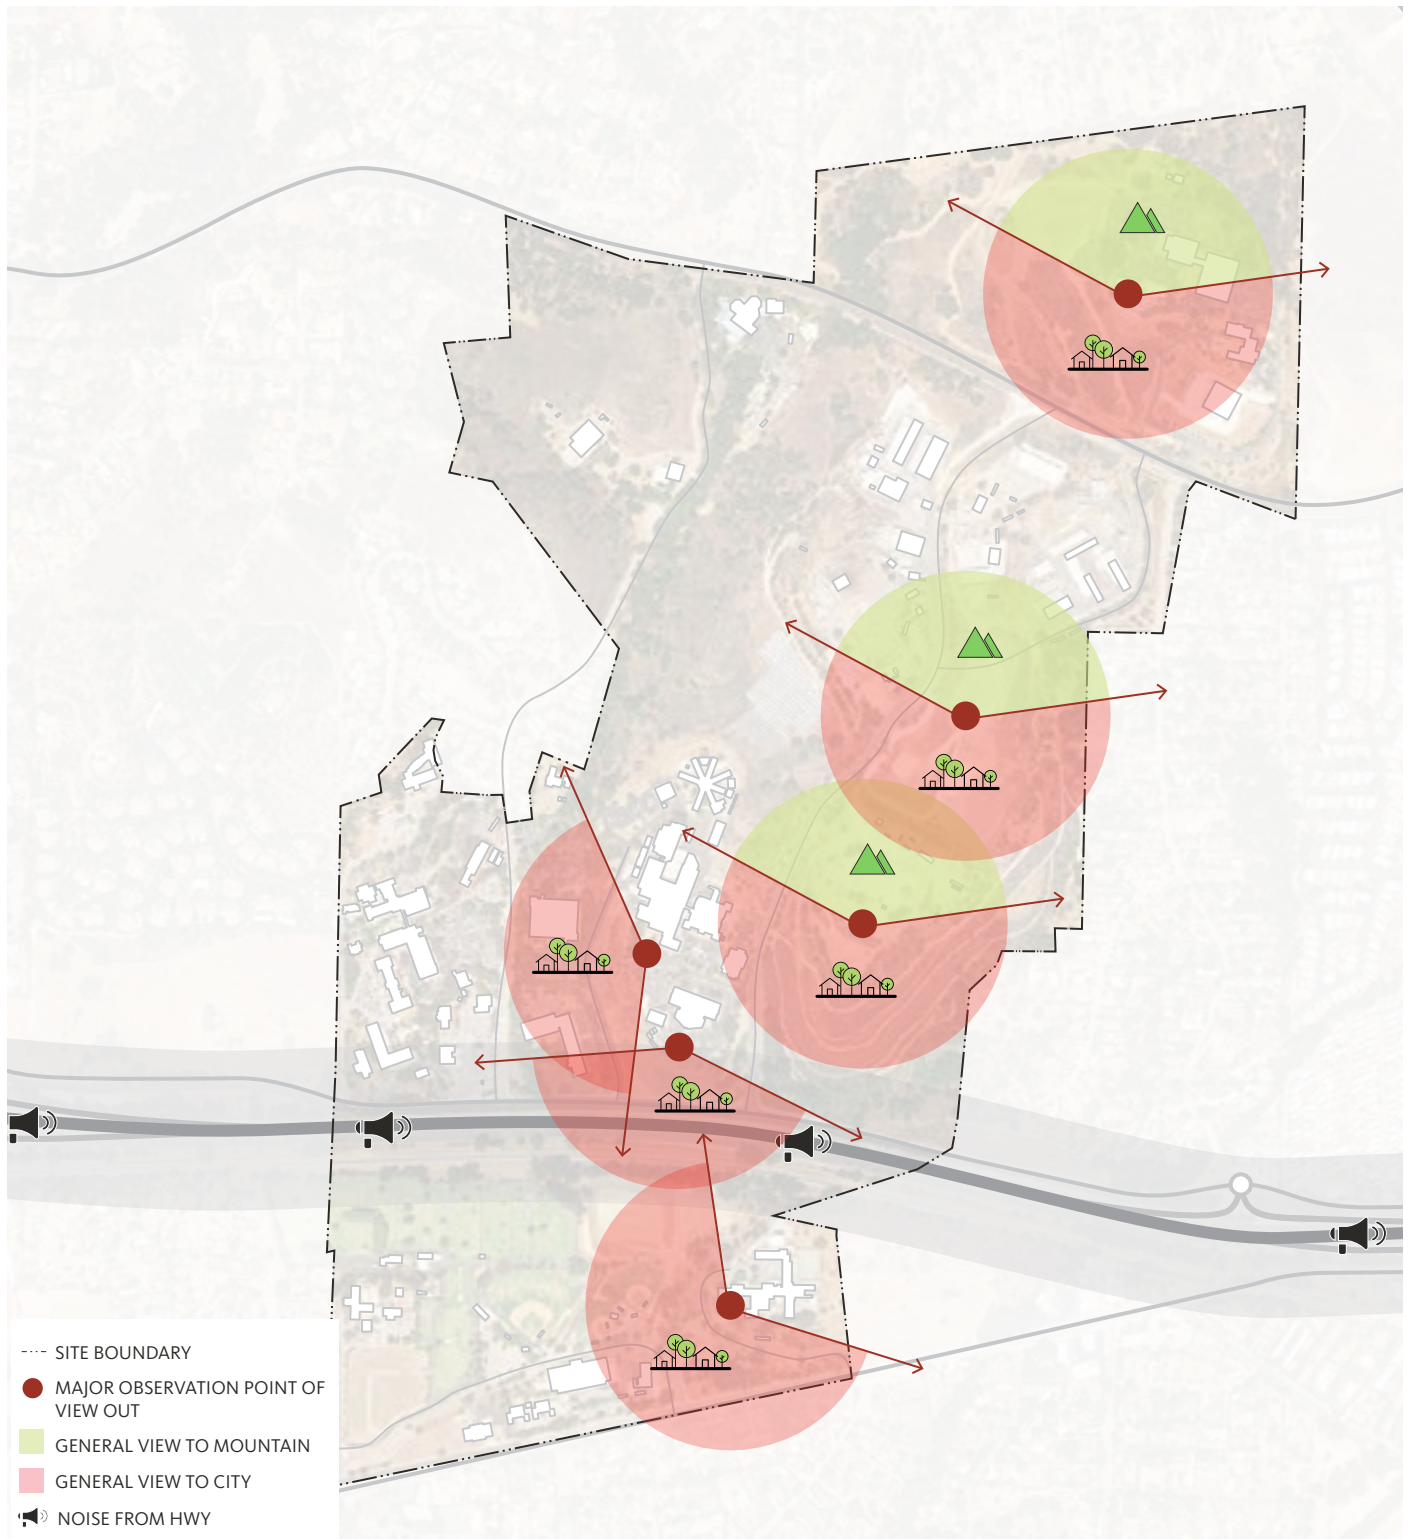 SITE BOUNDARY
MAJOR OBSERVATION POINT OF
VIEW OUT
GENERAL VIEW TO MOUNTAIN
GENERAL VIEW TO CITY
NOISE FROM HWY